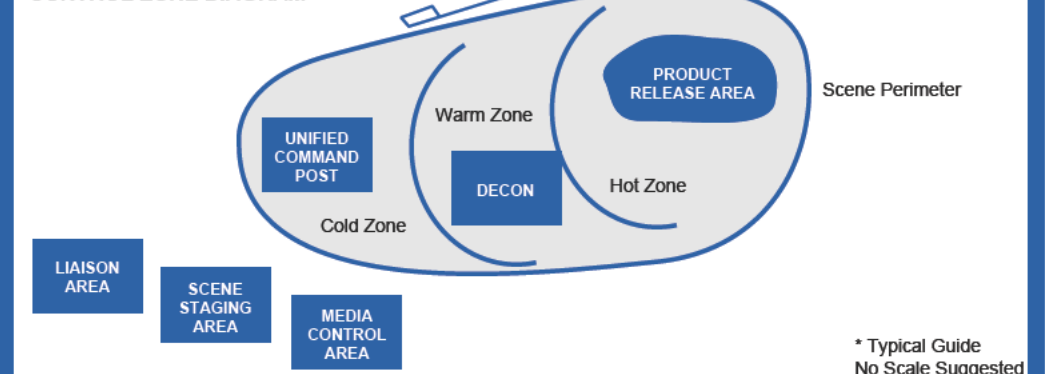 PRODUCT
RELEASE AREA
Scene Perimeter
Warm Zone
UNIFIED
COMMAND
POST
DECON
Hot Zone
Cold Zone
LIAISON
AREA
SCENE
STAGING
AREA
MEDIA
CONTROL
AREA
* Typical Guide
No Scale Suggested